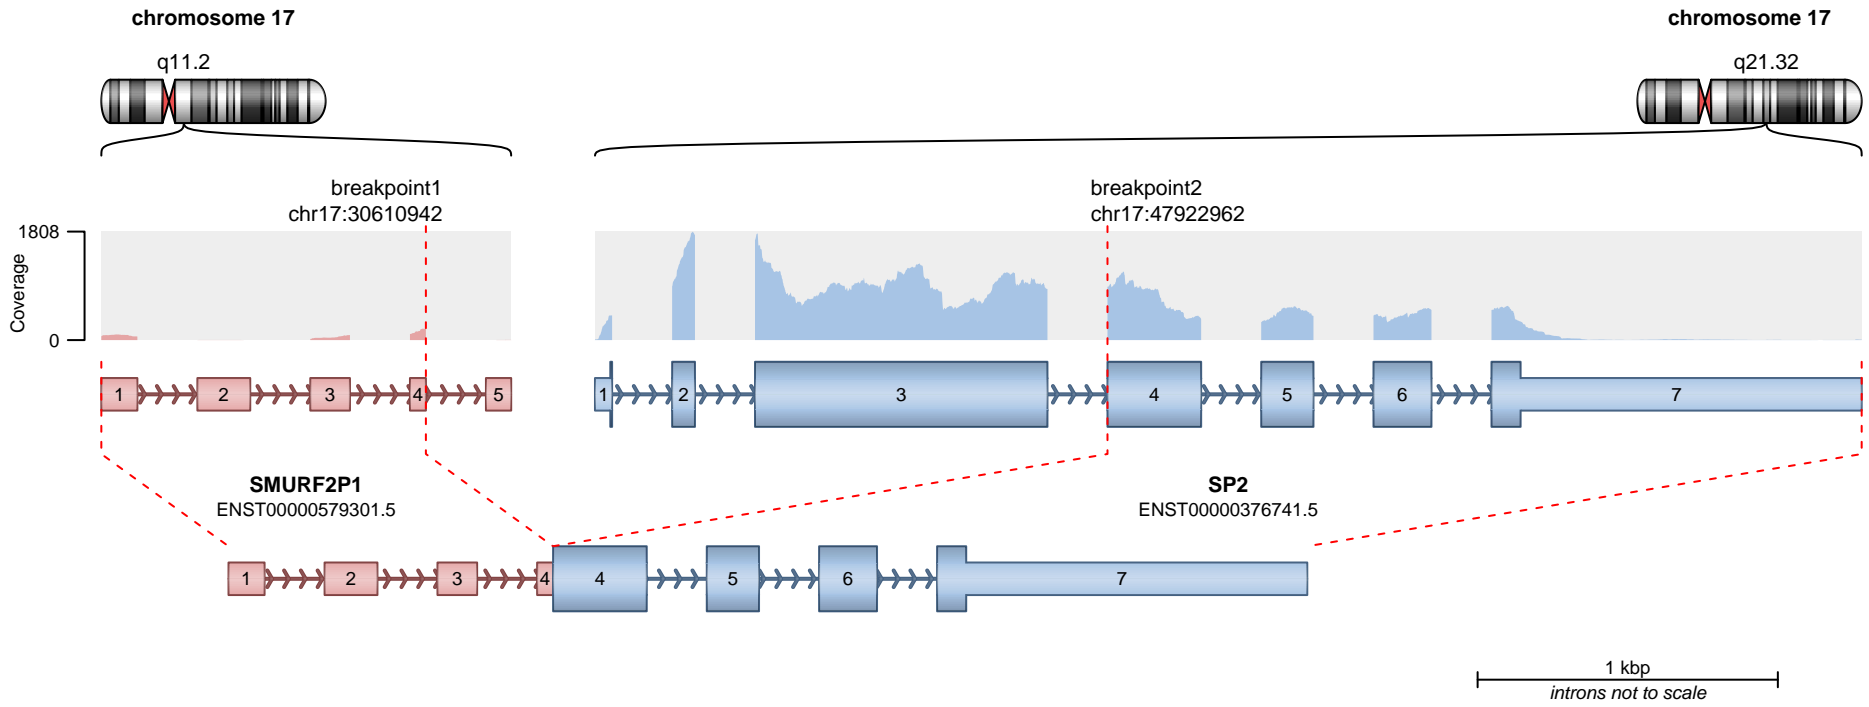 chromosome 17
chromosome 17
q11.2
q21.32
breakpoint1
chr17:30610942
breakpoint2
chr17:47922962
1808
Coverage
0
1 2 3 4 5
1 2 3 4 5 6 7
SMURF2P1
ENST00000579301.5
SP2
ENST00000376741.5
1 2 3 4 4 5 6 7
1 kbp
introns not to scale